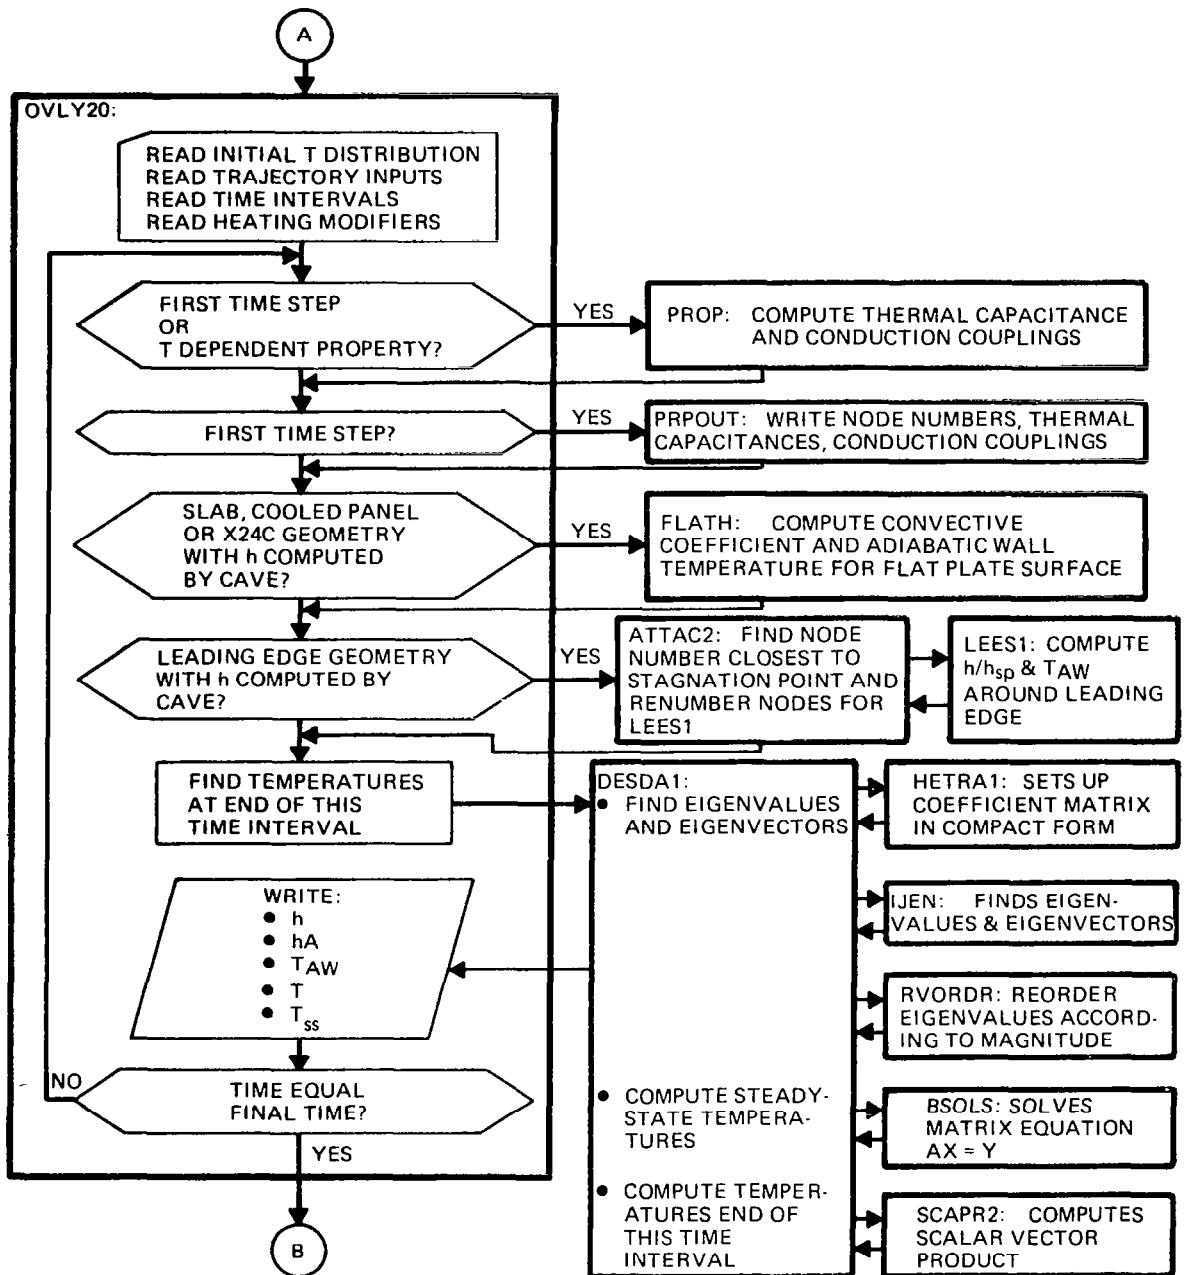 A
OVLY20:
READ INITIAL T DISTRIBUTION
READ TRAJECTORY INPUTS
READ TIME INTERVALS
READ HEATING MODIFIERS
FIRST TIME STEP
OR
T DEPENDENT PROPERTY?
YES
PROP: COMPUTE THERMAL CAPACITANCE
AND CONDUCTION COUPLINGS
FIRST TIME STEP?
YES
PRPOUT: WRITE NODE NUMBERS, THERMAL
CAPACITANCES, CONDUCTION COUPLINGS
SLAB, COOLED PANEL
OR X24C GEOMETRY
WITH h COMPUTED
BY CAVE?
YES
FLATH: COMPUTE CONVECTIVE
COEFFICIENT AND ADIABATIC WALL
TEMPERATURE FOR FLAT PLATE SURFACE
LEADING EDGE GEOMETRY
WITH h COMPUTED BY
CAVE?
YES
ATTAC2: FIND NODE
NUMBER CLOSEST TO
STAGNATION POINT AND
RENUMBER NODES FOR
LEES1
LEES1: COMPUTE
h/hsp & TAW
AROUND LEADING
EDGE
FIND TEMPERATURES
AT END OF THIS
TIME INTERVAL
DESDA1:
• FIND EIGENVALUES
AND EIGENVECTORS
HETRA1: SETS UP
COEFFICIENT MATRIX
IN COMPACT FORM
IJEN: FINDS EIGEN-
VALUES & EIGENVECTORS
WRITE:
• h
• hA
• TAW
• T
• Tss
RVORDR: REORDER
EIGENVALUES ACCORD-
ING TO MAGNITUDE
NO
TIME EQUAL
FINAL TIME?
YES
• COMPUTE STEADY-
STATE TEMPERA-
TURES
BSOLS: SOLVES
MATRIX EQUATION
AX = Y
• COMPUTE TEMPER-
ATURES END OF
THIS TIME
INTERVAL
SCAPR2: COMPUTES
SCALAR VECTOR
PRODUCT
B